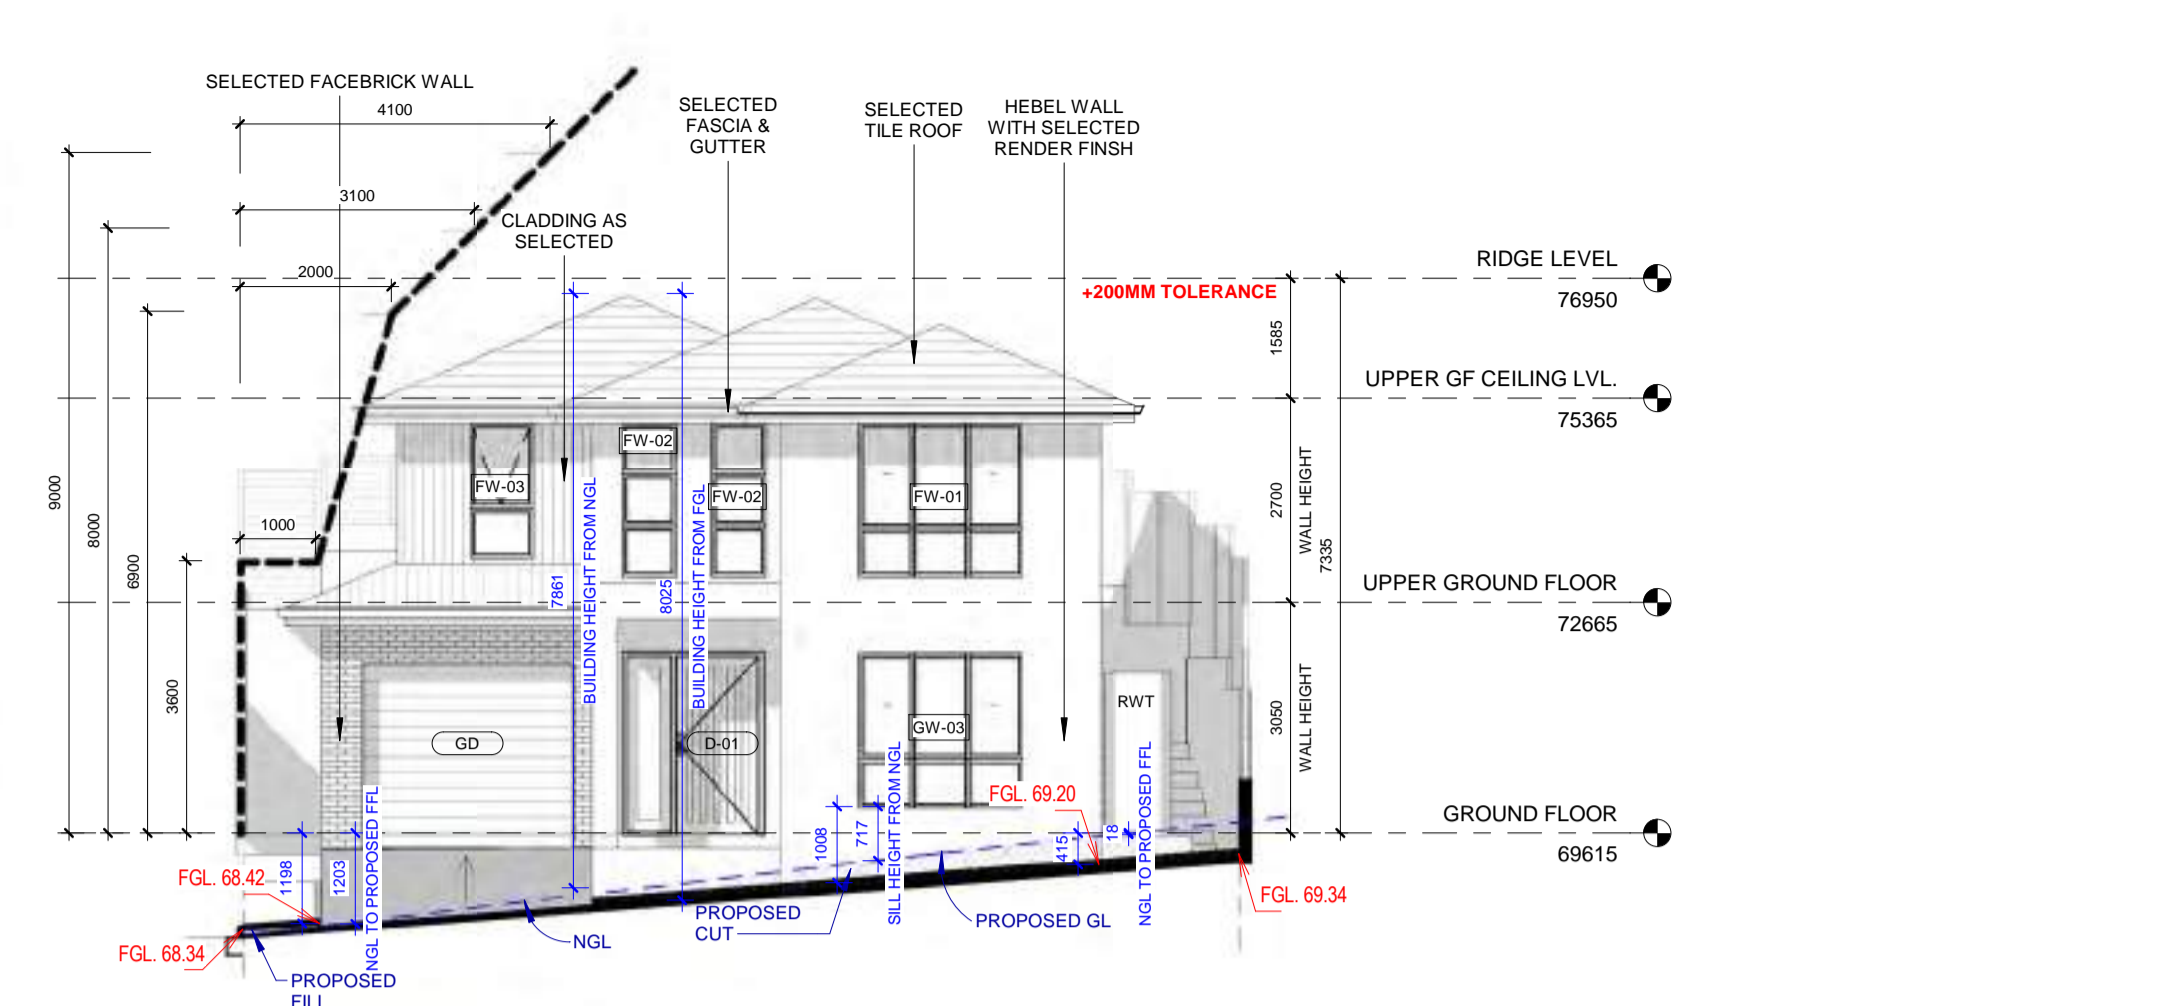 SELECTED FACEBRICK WALL
4100
SELECTED
FASCIA &
GUTTER
SELECTED
TILE ROOF
HEBEL WALL
WITH SELECTED
RENDER FINSH
3100
CLADDING AS
SELECTED
2000
RIDGE LEVEL
76950
+200MM TOLERANCE
1585
UPPER GF CEILING LVL.
75365
9000
8000
6900
3600
1000
FW-03
FW-02
FW-02
FW-01
BUILDING HEIGHT FROM NGL
7861
BUILDING HEIGHT FROM FGL
8025
2700
WALL HEIGHT
7335
UPPER GROUND FLOOR
72665
3050
WALL HEIGHT
RWT
GD
D-01
GW-03
SILL HEIGHT FROM NGL
1008
717
FGL. 69.20
415
18
NGL TO PROPOSED FFL
GROUND FLOOR
69615
FGL. 68.42
1198
1203
NGL TO PROPOSED FFL
FGL. 69.34
PROPOSED
CUT
PROPOSED GL
NGL
FGL. 68.34
PROPOSED
FILL